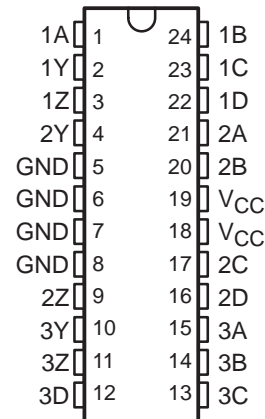 1A 1 24 1B
1Y 2 23 1C
1Z 3 22 1D
2Y 4 21 2A
GND 5 20 2B
GND 6 19 VCC
GND 7 18 VCC
GND 8 17 2C
2Z 9 16 2D
3Y 10 15 3A
3Z 11 14 3B
3D 12 13 3C